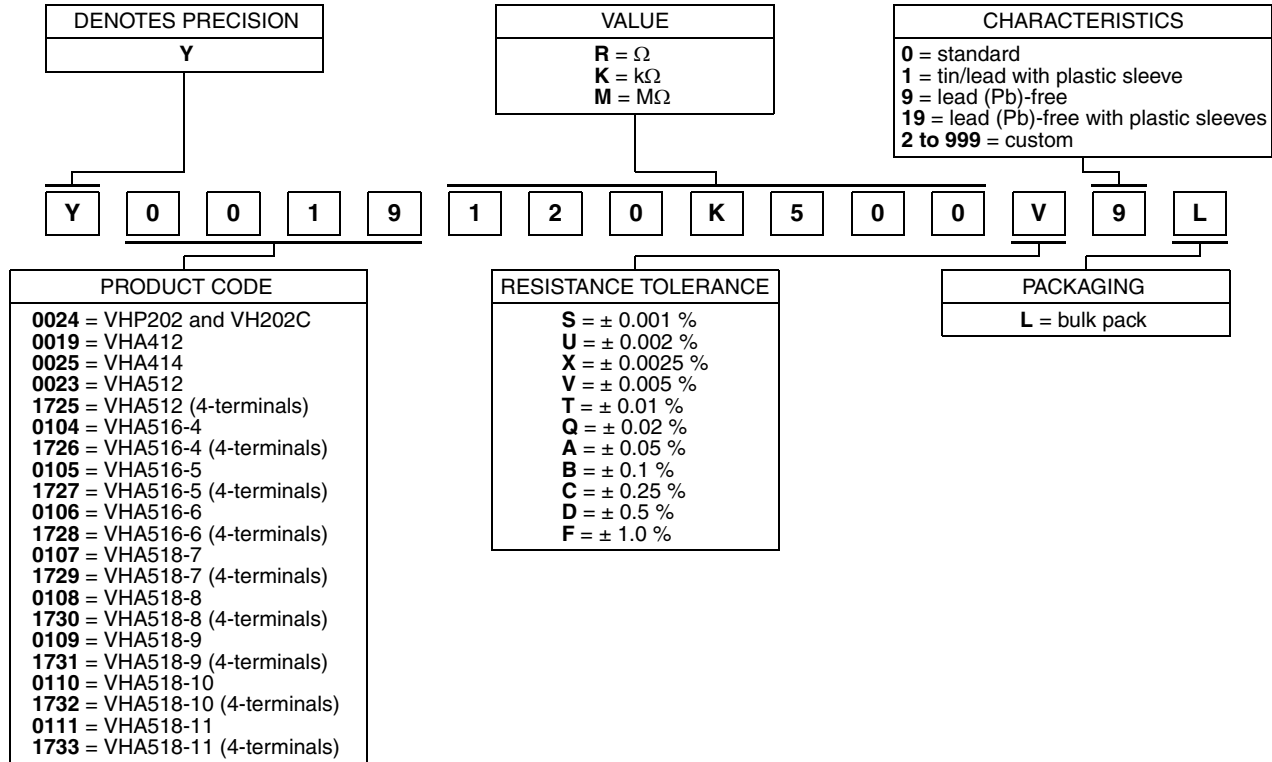 DENOTES PRECISION
Y
VALUE
R = Ω
K = kΩ
M = MΩ
CHARACTERISTICS
0 = standard
1 = tin/lead with plastic sleeve
9 = lead (Pb)-free
19 = lead (Pb)-free with plastic sleeves
2 to 999 = custom
Y 0 0 1 9 1 2 0 K 5 0 0 V 9 L
PRODUCT CODE
0024 = VHP202 and VH202C
0019 = VHA412
0025 = VHA414
0023 = VHA512
1725 = VHA512 (4-terminals)
0104 = VHA516-4
1726 = VHA516-4 (4-terminals)
0105 = VHA516-5
1727 = VHA516-5 (4-terminals)
0106 = VHA516-6
1728 = VHA516-6 (4-terminals)
0107 = VHA518-7
1729 = VHA518-7 (4-terminals)
0108 = VHA518-8
1730 = VHA518-8 (4-terminals)
0109 = VHA518-9
1731 = VHA518-9 (4-terminals)
0110 = VHA518-10
1732 = VHA518-10 (4-terminals)
0111 = VHA518-11
1733 = VHA518-11 (4-terminals)
RESISTANCE TOLERANCE
S = ± 0.001 %
U = ± 0.002 %
X = ± 0.0025 %
V = ± 0.005 %
T = ± 0.01 %
Q = ± 0.02 %
A = ± 0.05 %
B = ± 0.1 %
C = ± 0.25 %
D = ± 0.5 %
F = ± 1.0 %
PACKAGING
L = bulk pack